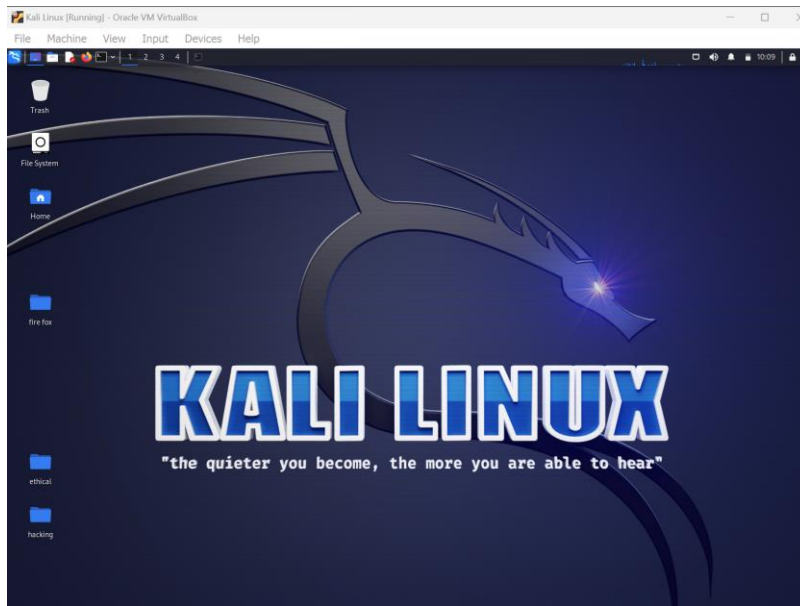 Kali Linux [Running] - Oracle VM VirtualBox
File Machine View Input Devices Help
1 2 3 4
10:09
Trash
File System
Home
fire fox
KALI LINUX
"the quieter you become, the more you are able to hear"
ethical
hacking